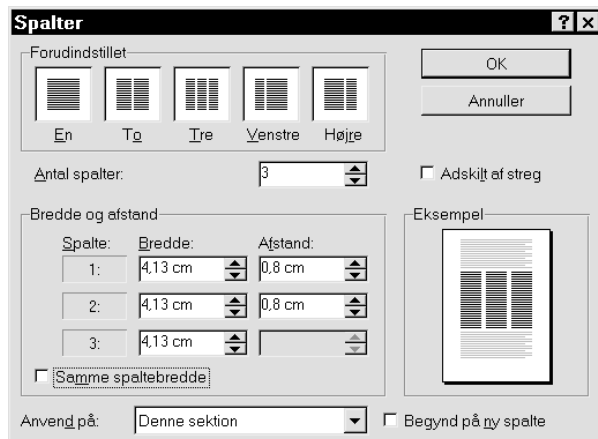 Spalter
Forudindstillet
En To Tre Venstre Højre
OK
Annuller
Antal spalter: 3
Adskilt af streg
Bredde og afstand
Spalte: Bredde: Afstand:
1: 4,13 cm 0,8 cm
2: 4,13 cm 0,8 cm
3: 4,13 cm
Samme spaltebredde
Eksempel
Anvend på: Denne sektion
Begynd på ny spalte